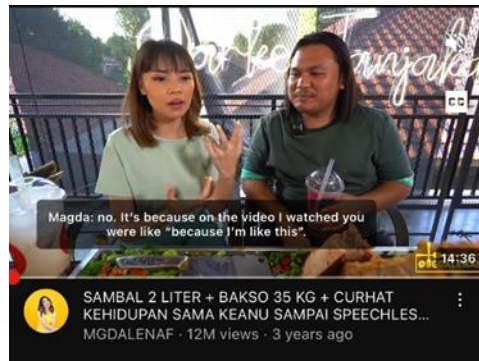 CC
Magda: no. It's because on the video I watched you
were like "because I'm like this".
14:36
SAMBAL 2 LITER + BAKSO 35 KG + CURHAT
KEHIDUPAN SAMA KEANU SAMPAI SPEECHLES...
MGDALENAF · 12M views · 3 years ago